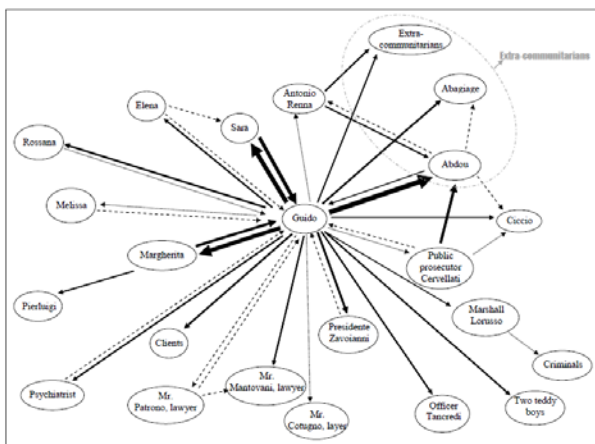 Extra-
communitarians
Extra-communitarians
Antonio
Renna
Abagiage
Elena
Sara
Rossana
Abdou
Melissa
Guido
Ciccio
Margherita
Public
prosecutor
Cervellati
Pierluigi
Marshall
Lorusso
Clients
Presidente
Zavoianni
Criminals
Psychiatrist
Mr.
Patrono, lawyer
Mr.
Mantovani, lawyer
Mr.
Cotugno, layer
Officer
Tancredi
Two teddy
boys